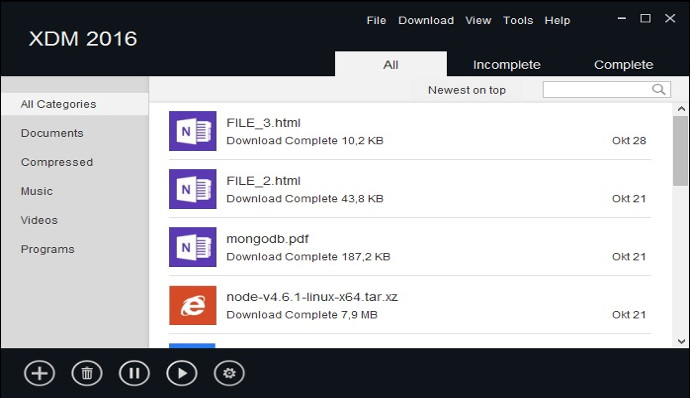 File Download View Tools Help
XDM 2016
All Incomplete Complete
Newest on top
All Categories
Documents
Compressed
Music
Videos
Programs
N
FILE_3.html
Download Complete 10,2 KB Okt 28
N
FILE_2.html
Download Complete 43,8 KB Okt 21
N
mongodb.pdf
Download Complete 187,2 KB Okt 21
node-v4.6.1-linux-x64.tar.xz
Download Complete 7,9 MB Okt 21